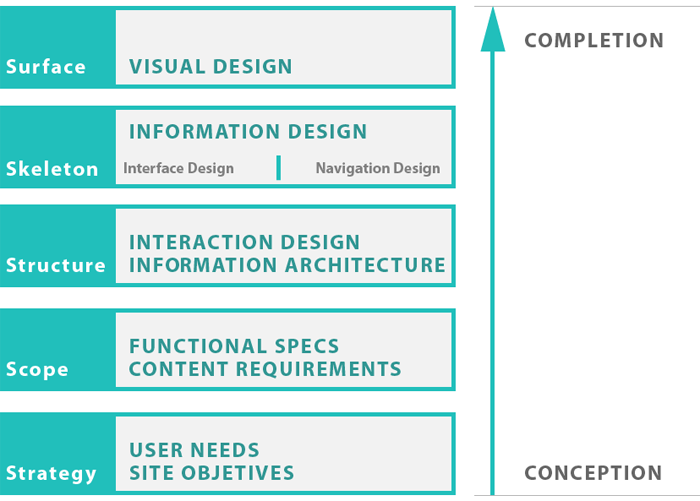 COMPLETION
Surface
VISUAL DESIGN
INFORMATION DESIGN
Skeleton
Interface Design
Navigation Design
INTERACTION DESIGN
Structure
INFORMATION ARCHITECTURE
FUNCTIONAL SPECS
Scope
CONTENT REQUIREMENTS
USER NEEDS
Strategy
SITE OBJETIVES
CONCEPTION